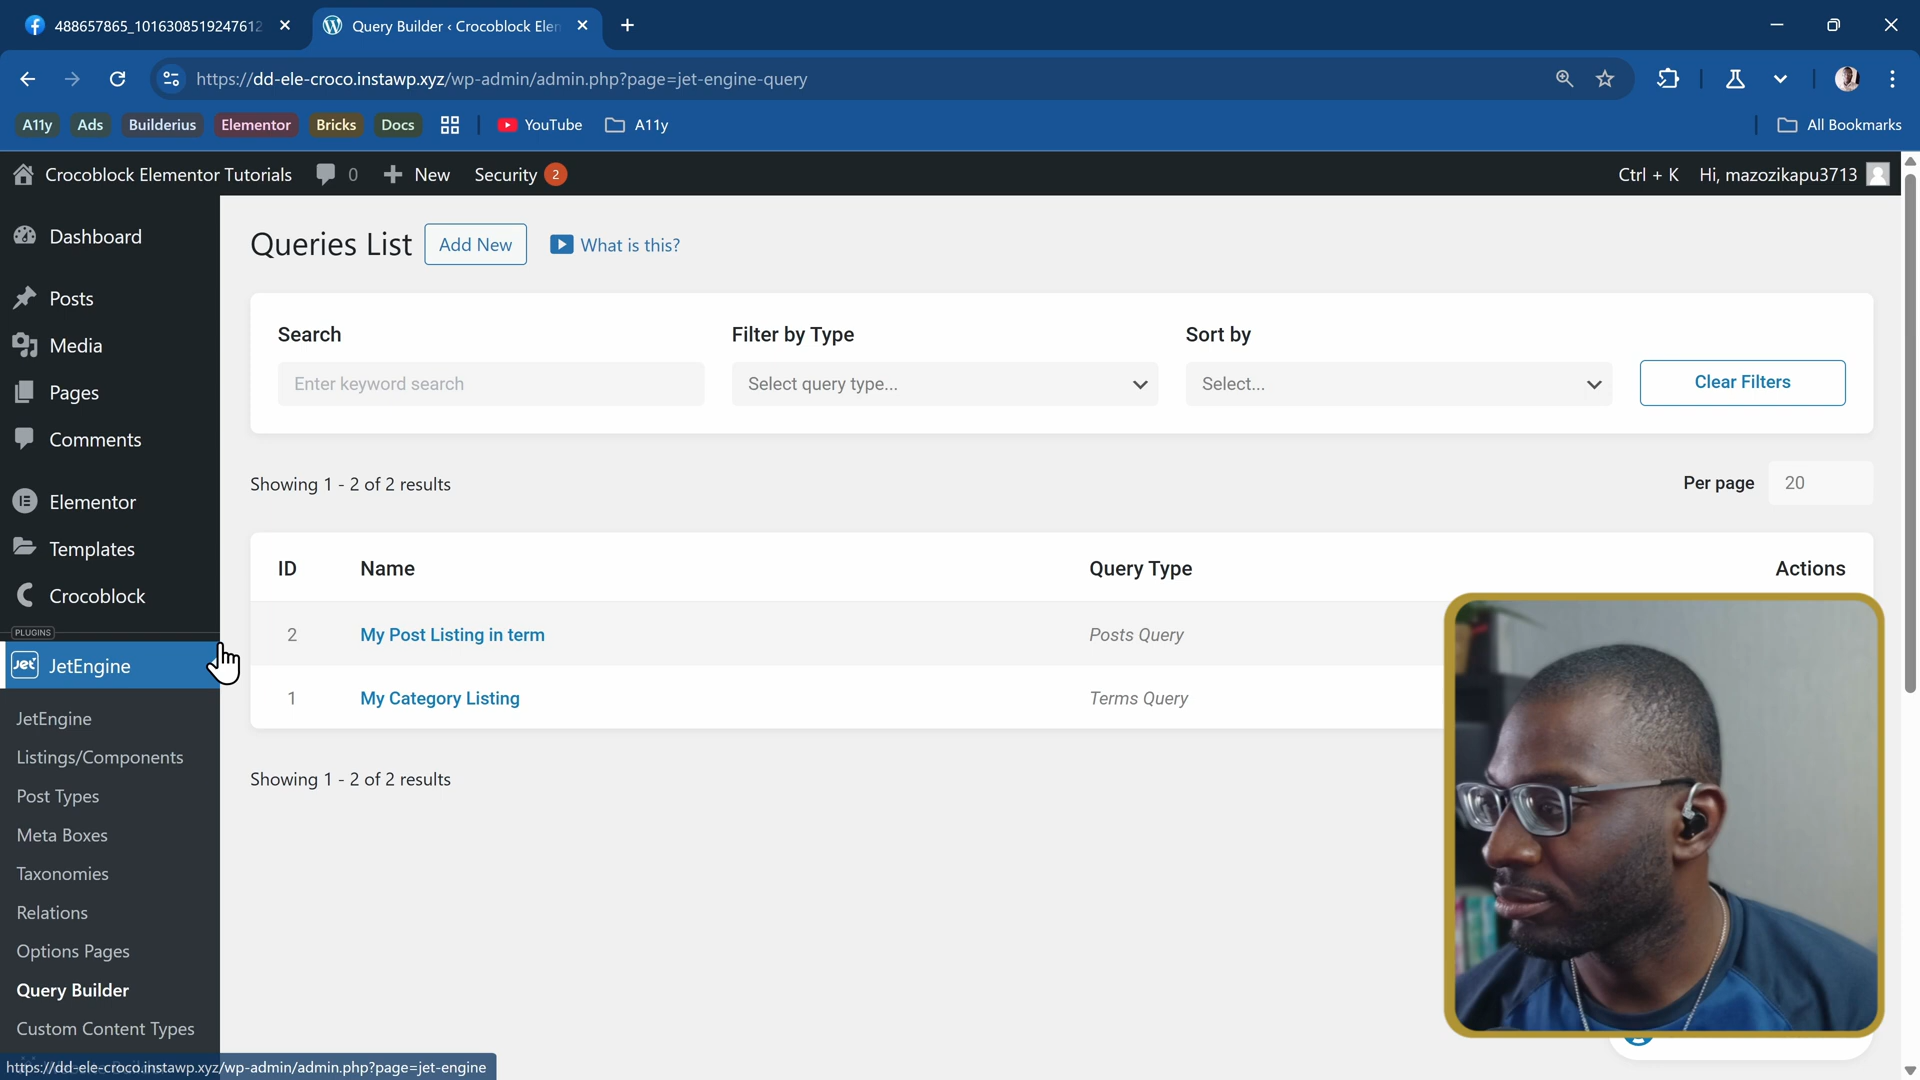 488657865_1016308519247612
Query Builder ‹ Crocoblock Ele
https://dd-ele-croco.instawp.xyz/wp-admin/admin.php?page=jet-engine-query
A11y
Ads
Builderius
Elementor
Bricks
Docs
YouTube
A11y
All Bookmarks
Crocoblock Elementor Tutorials
0
New
Security 2
Ctrl + K
Hi, mazozikapu3713
Dashboard
Posts
Media
Pages
Comments
Elementor
Templates
Crocoblock
PLUGINS
Jet JetEngine
JetEngine
Listings/Components
Post Types
Meta Boxes
Taxonomies
Relations
Options Pages
Query Builder
Custom Content Types
https://dd-ele-croco.instawp.xyz/wp-admin/admin.php?page=jet-engine
Queries List
Add New
What is this?
Search
Filter by Type
Sort by
Enter keyword search
Select query type...
Select...
Clear Filters
Showing 1 - 2 of 2 results
Per page 20
ID Name Query Type Actions
2 My Post Listing in term Posts Query
1 My Category Listing Terms Query
Showing 1 - 2 of 2 results